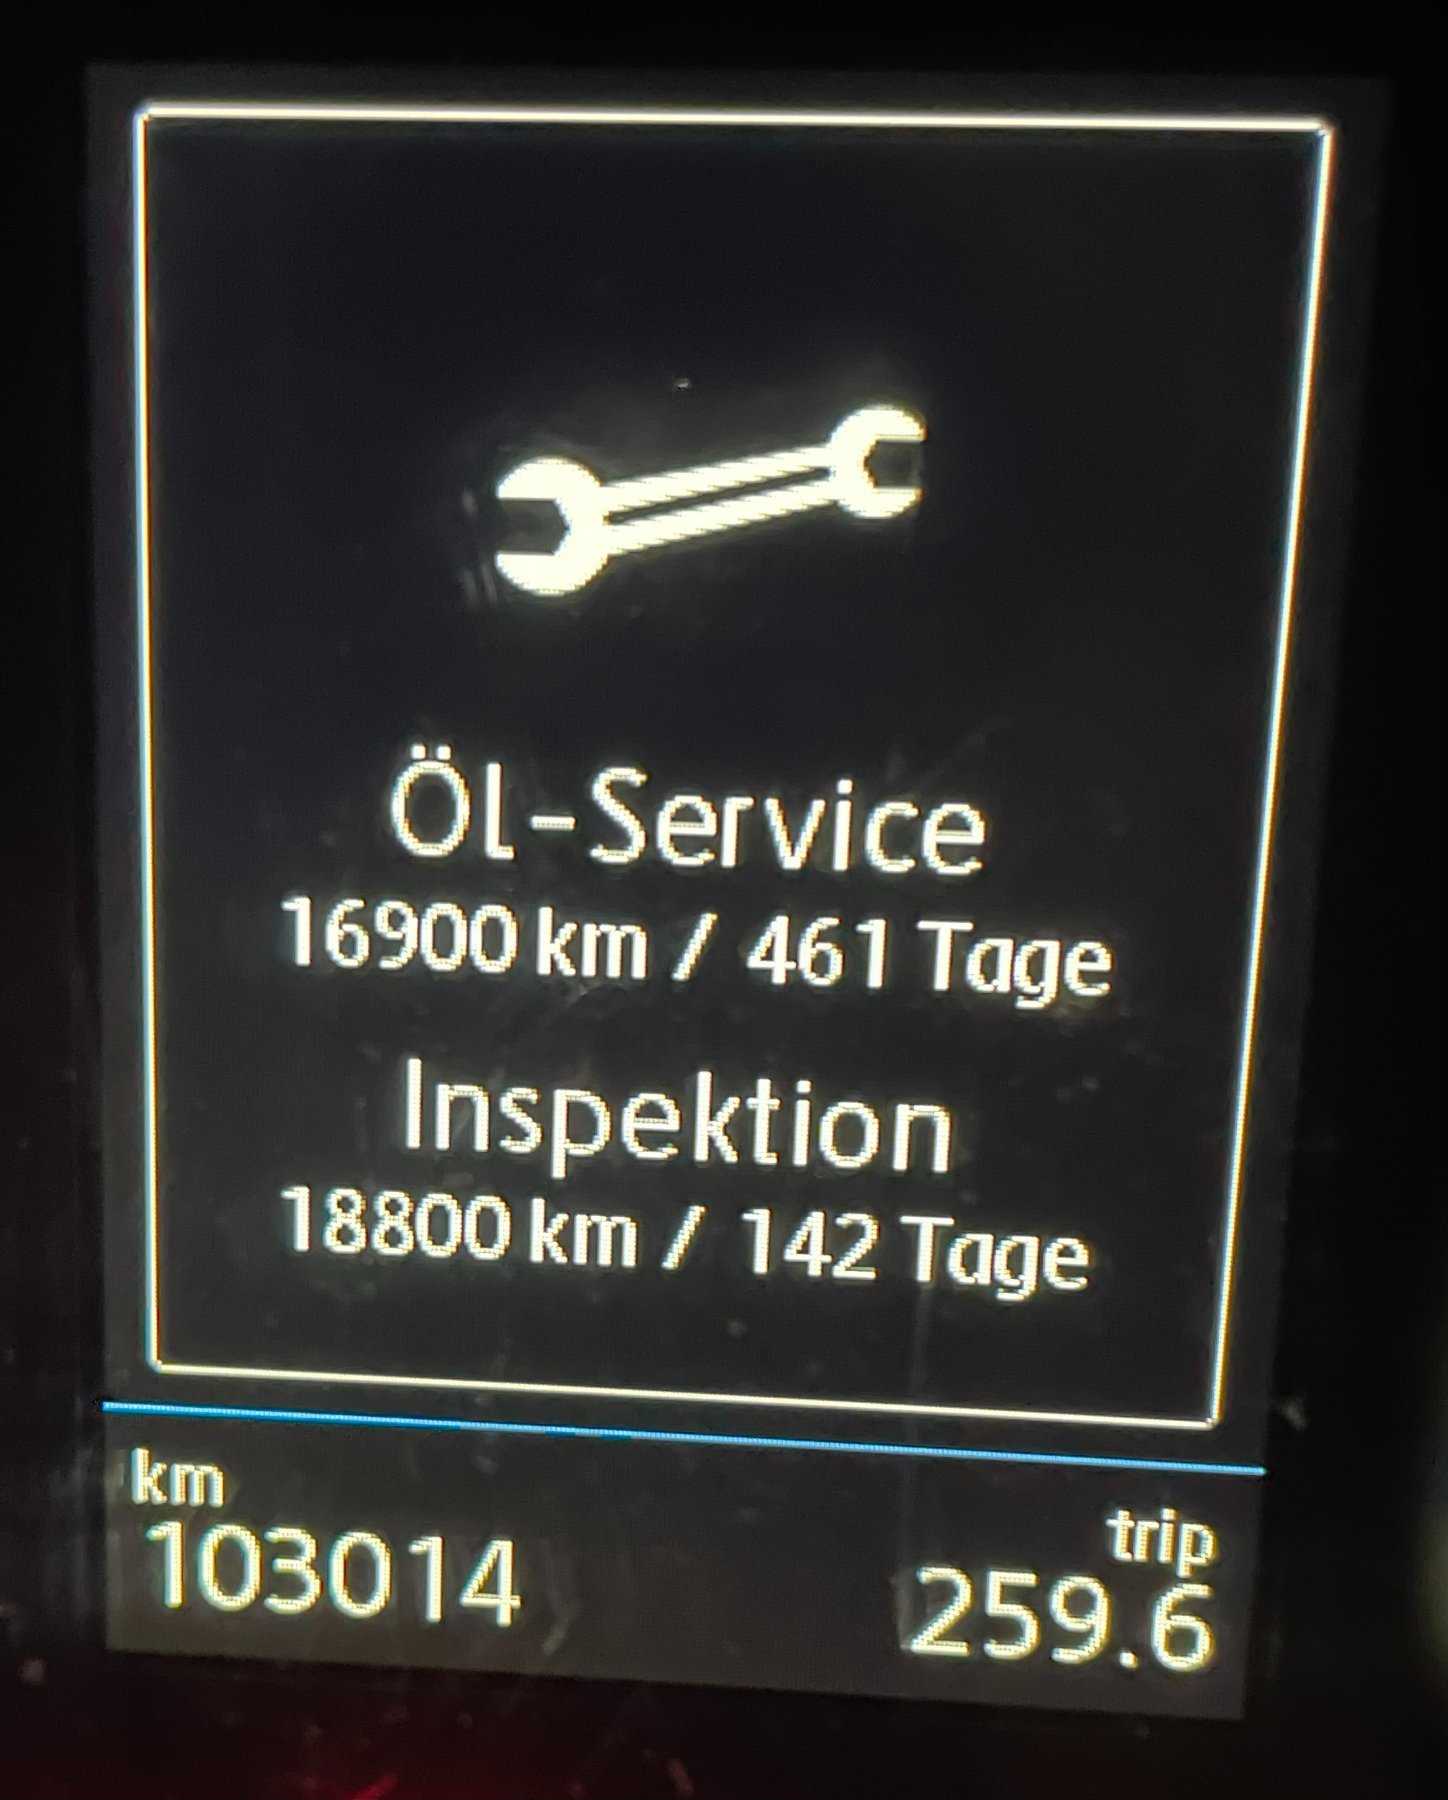 Öl-Service
16900 km / 461 Tage
Inspektion
18800 km / 142 Tage
km
103014
trip
259.6